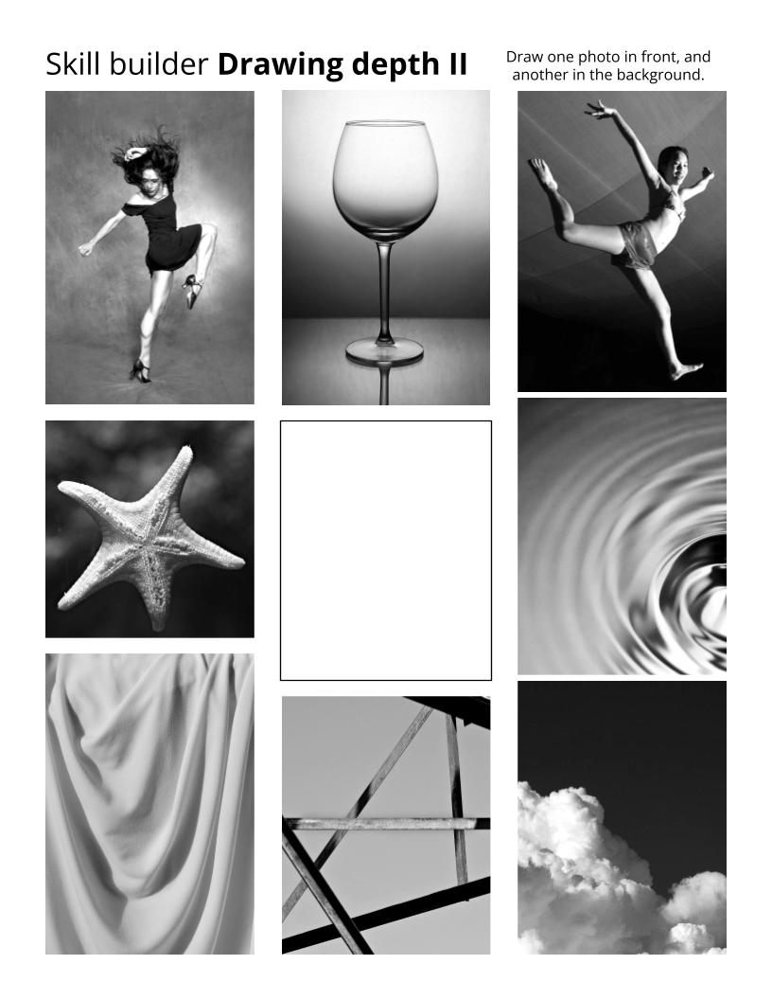 Skill builder Drawing depth II
Draw one photo in front, and
another in the background.